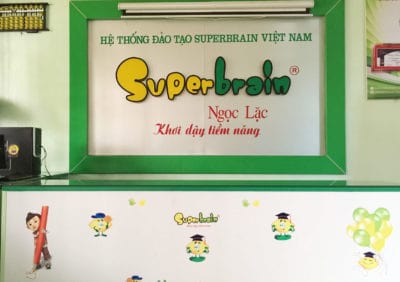 HỆ THỐNG ĐÀO TẠO SUPERBRAIN VIỆT NAM
Superbrain®
Ngọc Lặc
Khơi dậy tiềm năng
Superbrain